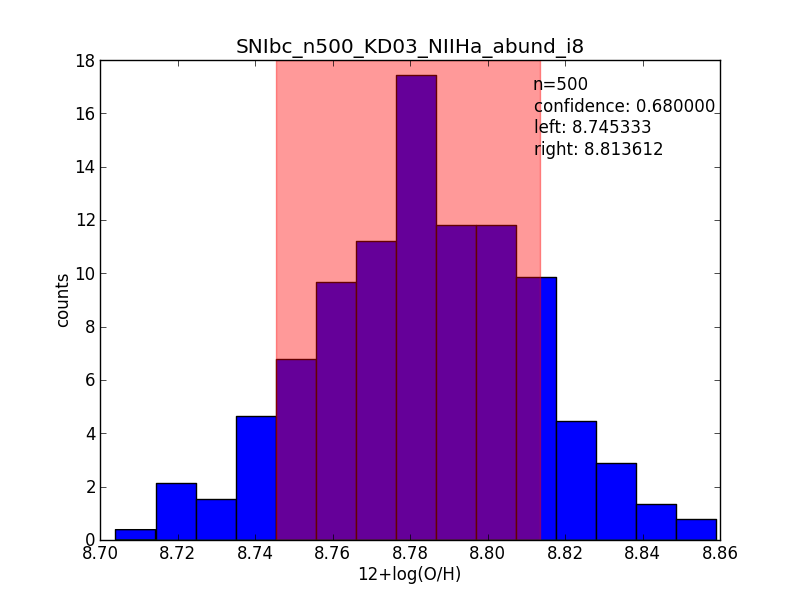 SNIbc_n500_KD03_NIIHa_abund_i8
n=500
confidence: 0.680000
left: 8.745333
right: 8.813612
18
16
14
12
10
8
6
4
2
0
counts
8.70 8.72 8.74 8.76 8.78 8.80 8.82 8.84 8.86
12+log(O/H)